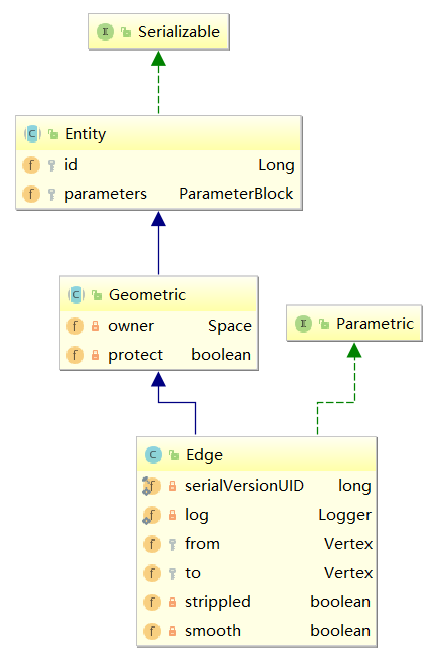 Serializable
Entity
id Long
parameters ParameterBlock
Geometric
owner Space
protect boolean
Parametric
Edge
serialVersionUID long
log Logger
from Vertex
to Vertex
strippled boolean
smooth boolean